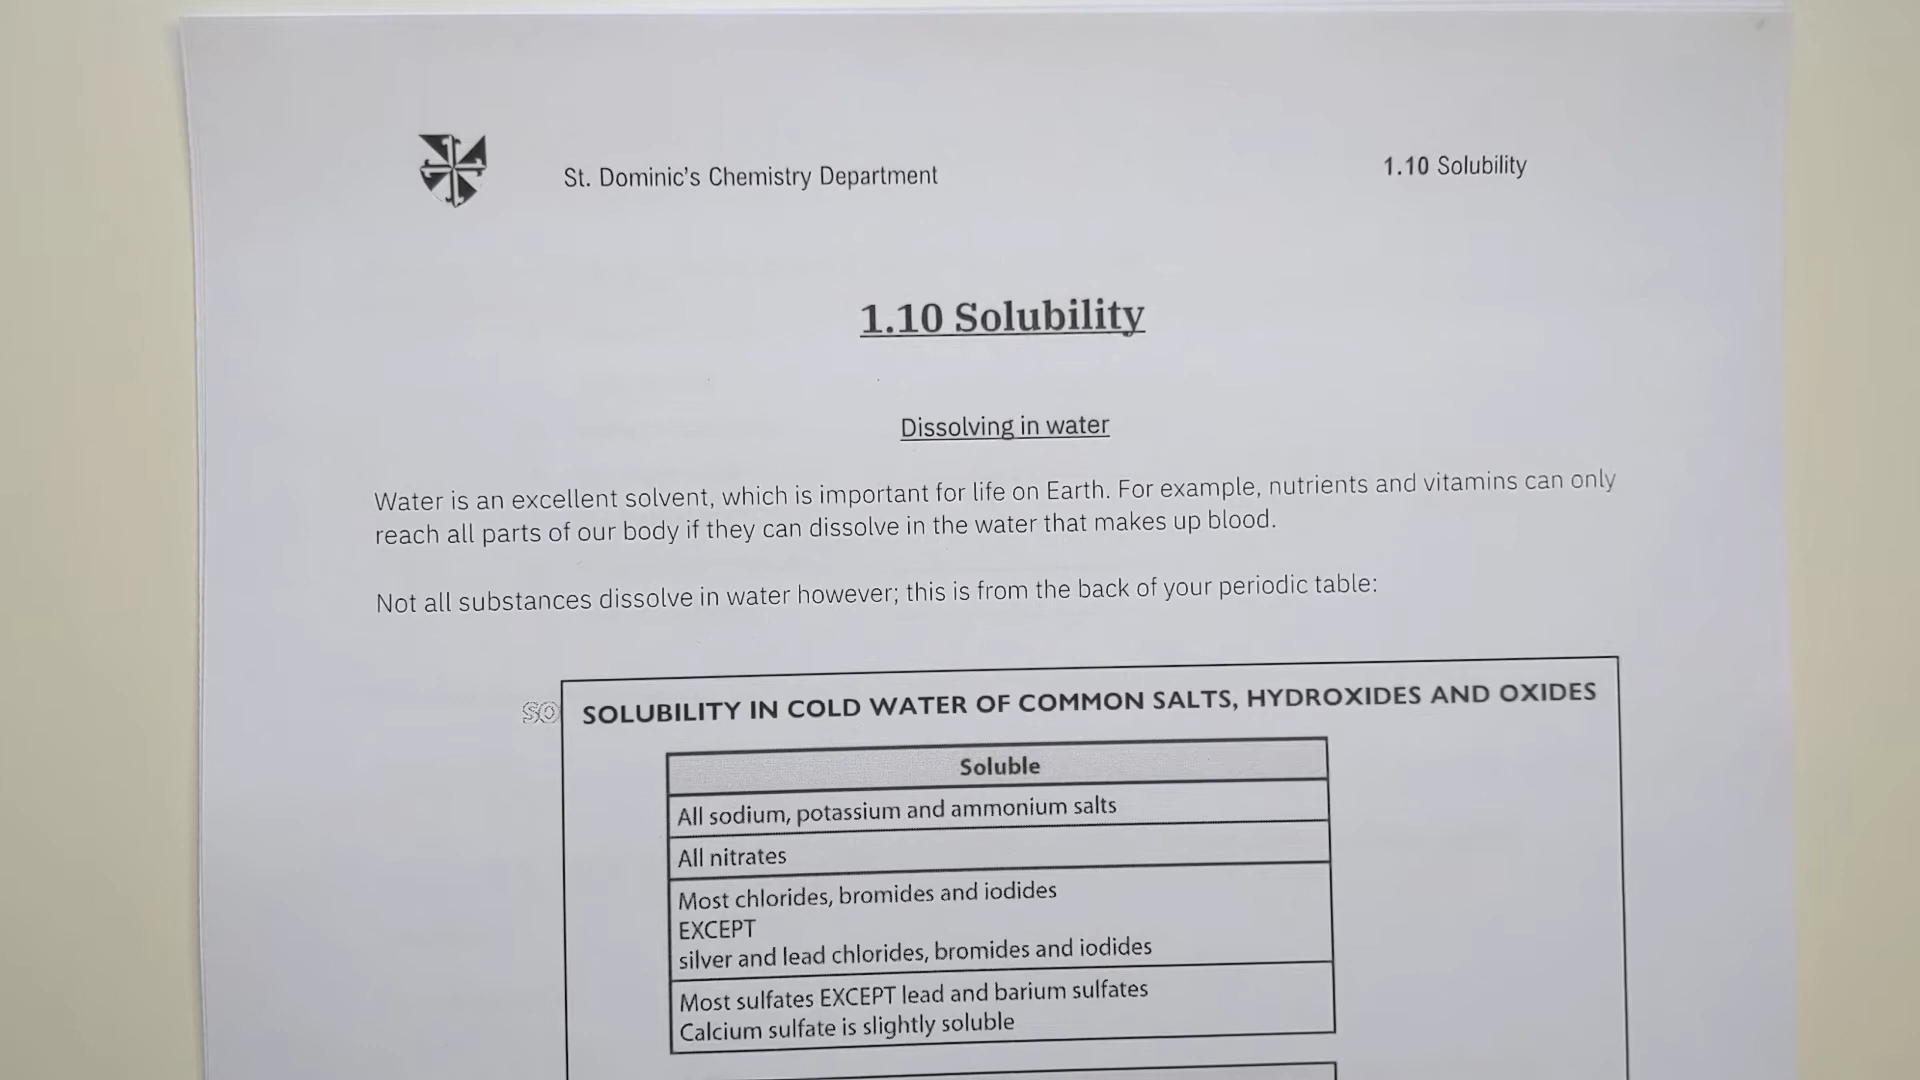 St. Dominic's Chemistry Department
1.10 Solubility
1.10 Solubility
Dissolving in water
Water is an excellent solvent, which is important for life on Earth. For example, nutrients and vitamins can only
reach all parts of our body if they can dissolve in the water that makes up blood.
Not all substances dissolve in water however; this is from the back of your periodic table:
SO
SOLUBILITY IN COLD WATER OF COMMON SALTS, HYDROXIDES AND OXIDES
Soluble
All sodium, potassium and ammonium salts
All nitrates
Most chlorides, bromides and iodides
EXCEPT
silver and lead chlorides, bromides and iodides
Most sulfates EXCEPT lead and barium sulfates
Calcium sulfate is slightly soluble